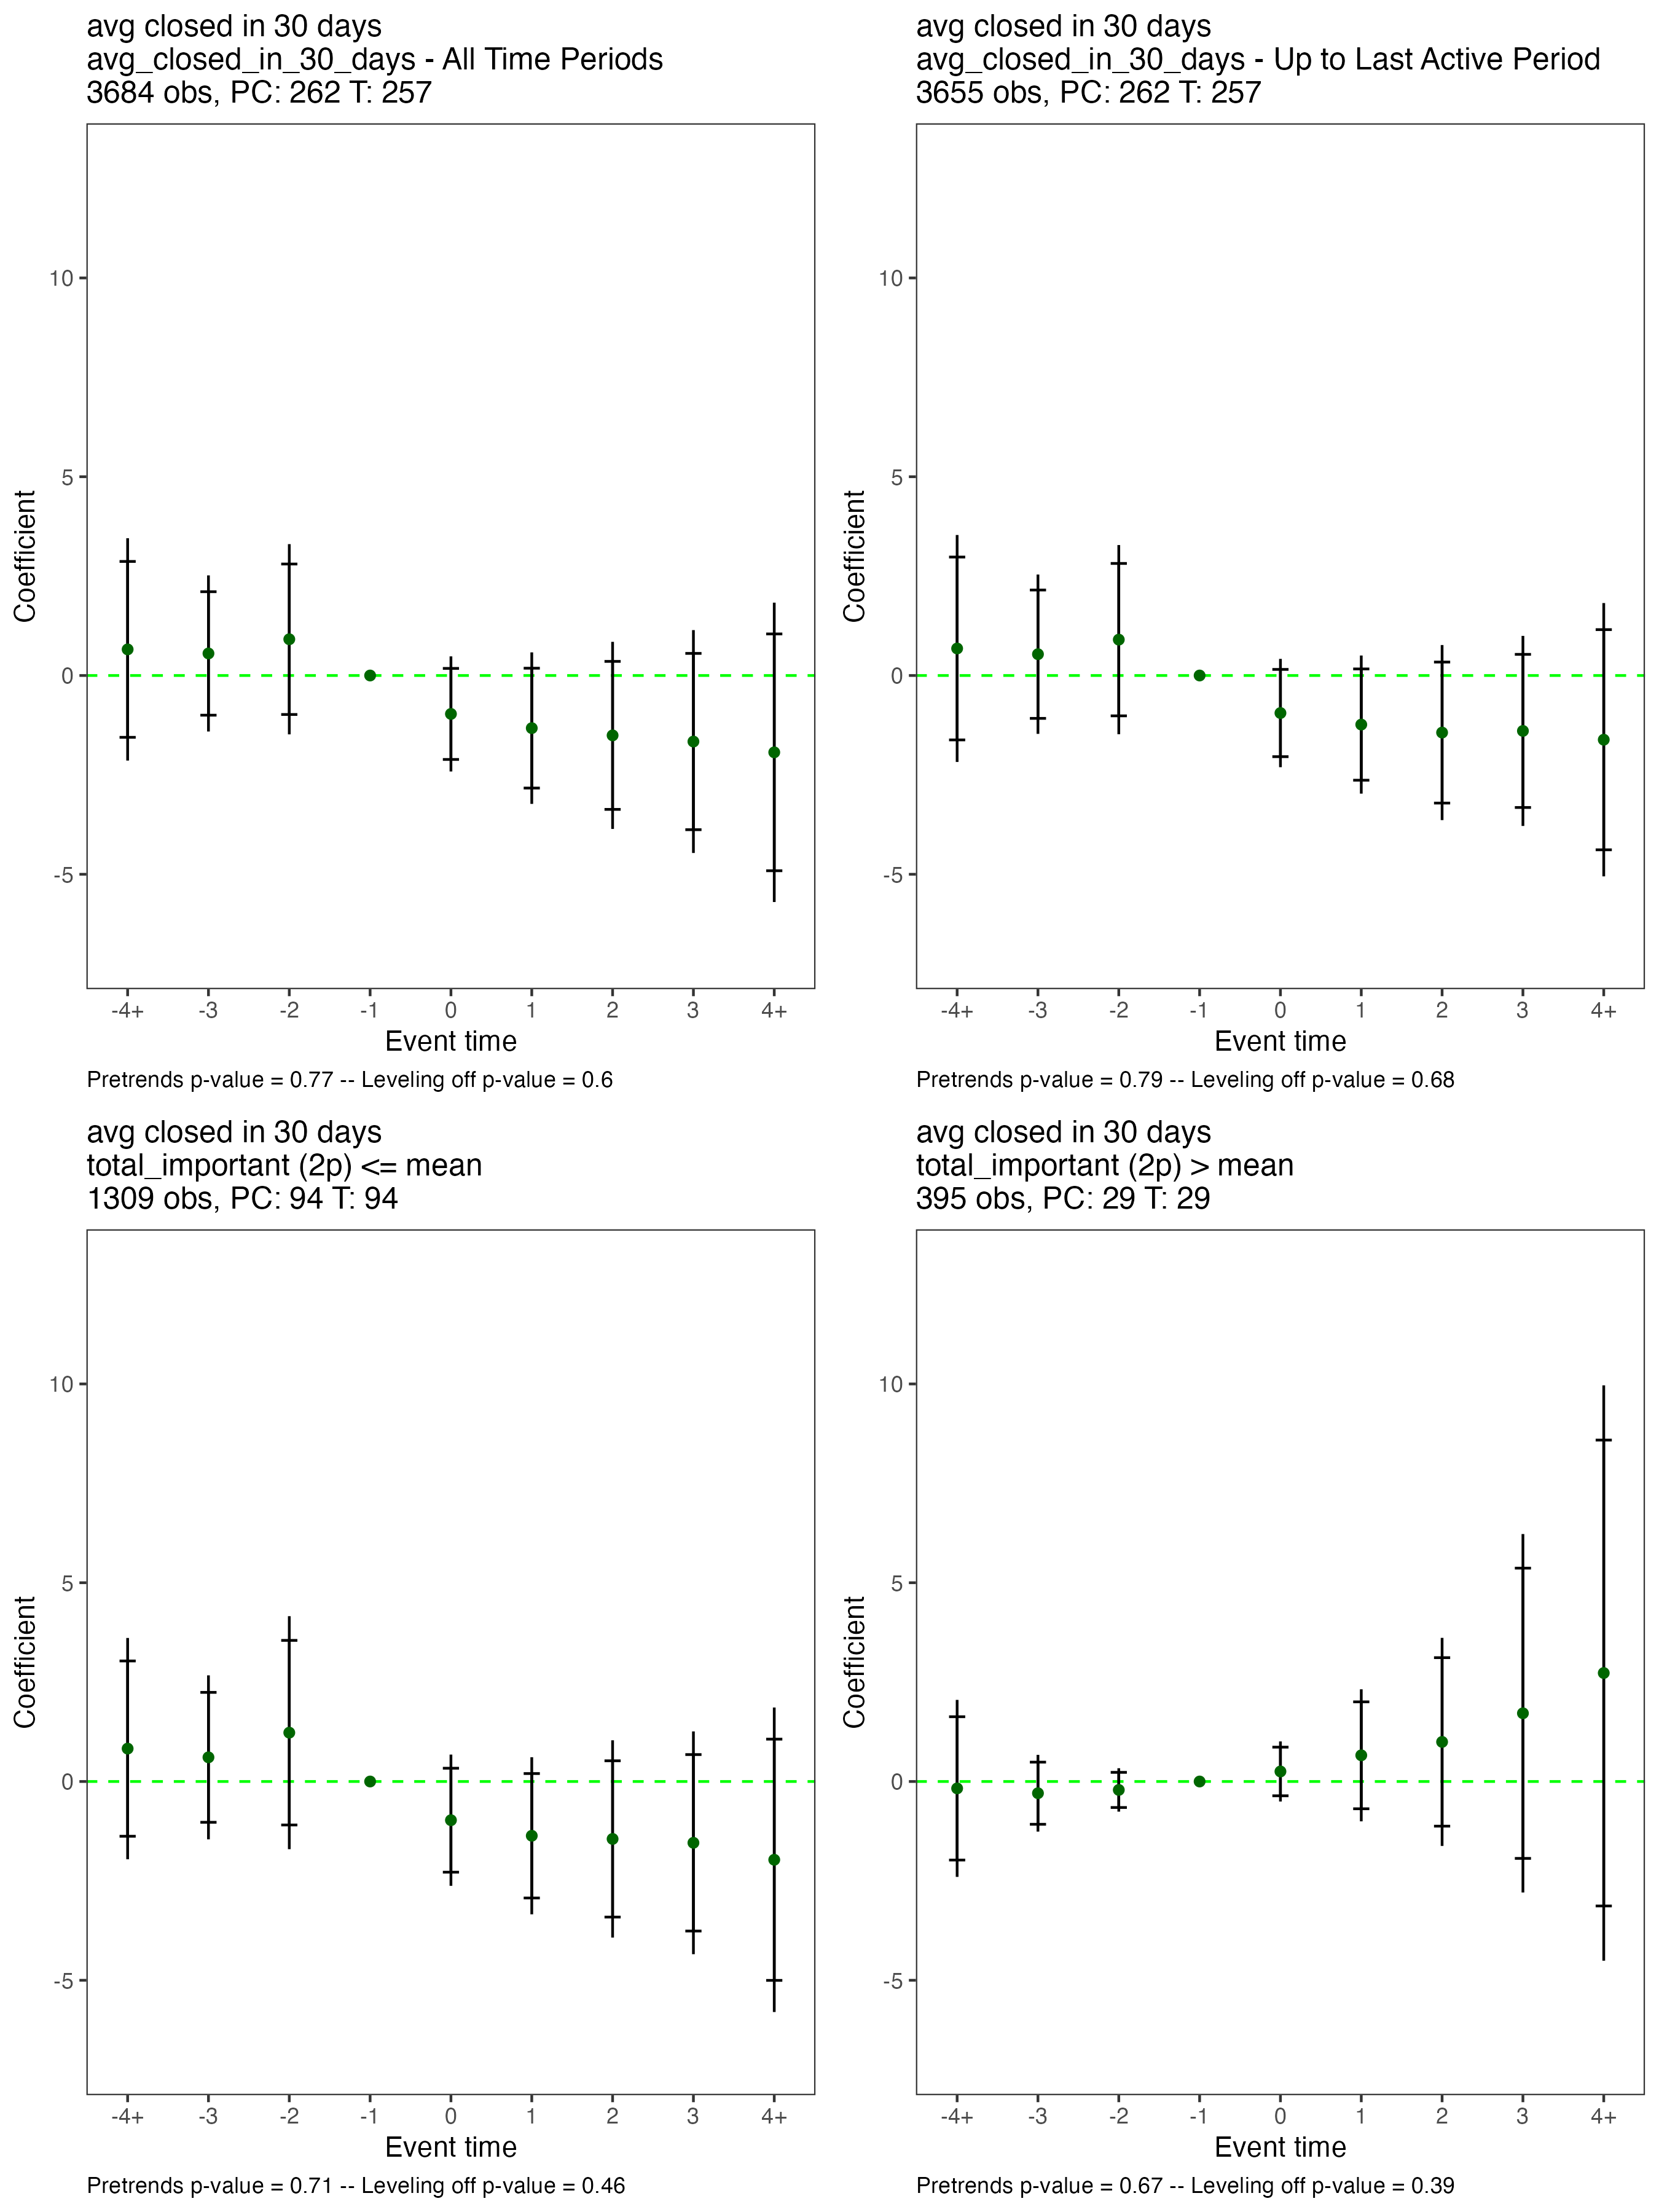 avg closed in 30 days
avg_closed_in_30_days - All Time Periods
3684 obs, PC: 262 T: 257
10
5
0
-5
Coefficient
-4+ -3 -2 -1 0 1 2 3 4+
Event time
Pretrends p-value = 0.77 -- Leveling off p-value = 0.6
avg closed in 30 days
avg_closed_in_30_days - Up to Last Active Period
3655 obs, PC: 262 T: 257
10
5
0
-5
Coefficient
-4+ -3 -2 -1 0 1 2 3 4+
Event time
Pretrends p-value = 0.79 -- Leveling off p-value = 0.68
avg closed in 30 days
total_important (2p) <= mean
1309 obs, PC: 94 T: 94
10
5
0
-5
Coefficient
-4+ -3 -2 -1 0 1 2 3 4+
Event time
Pretrends p-value = 0.71 -- Leveling off p-value = 0.46
avg closed in 30 days
total_important (2p) > mean
395 obs, PC: 29 T: 29
10
5
0
-5
Coefficient
-4+ -3 -2 -1 0 1 2 3 4+
Event time
Pretrends p-value = 0.67 -- Leveling off p-value = 0.39